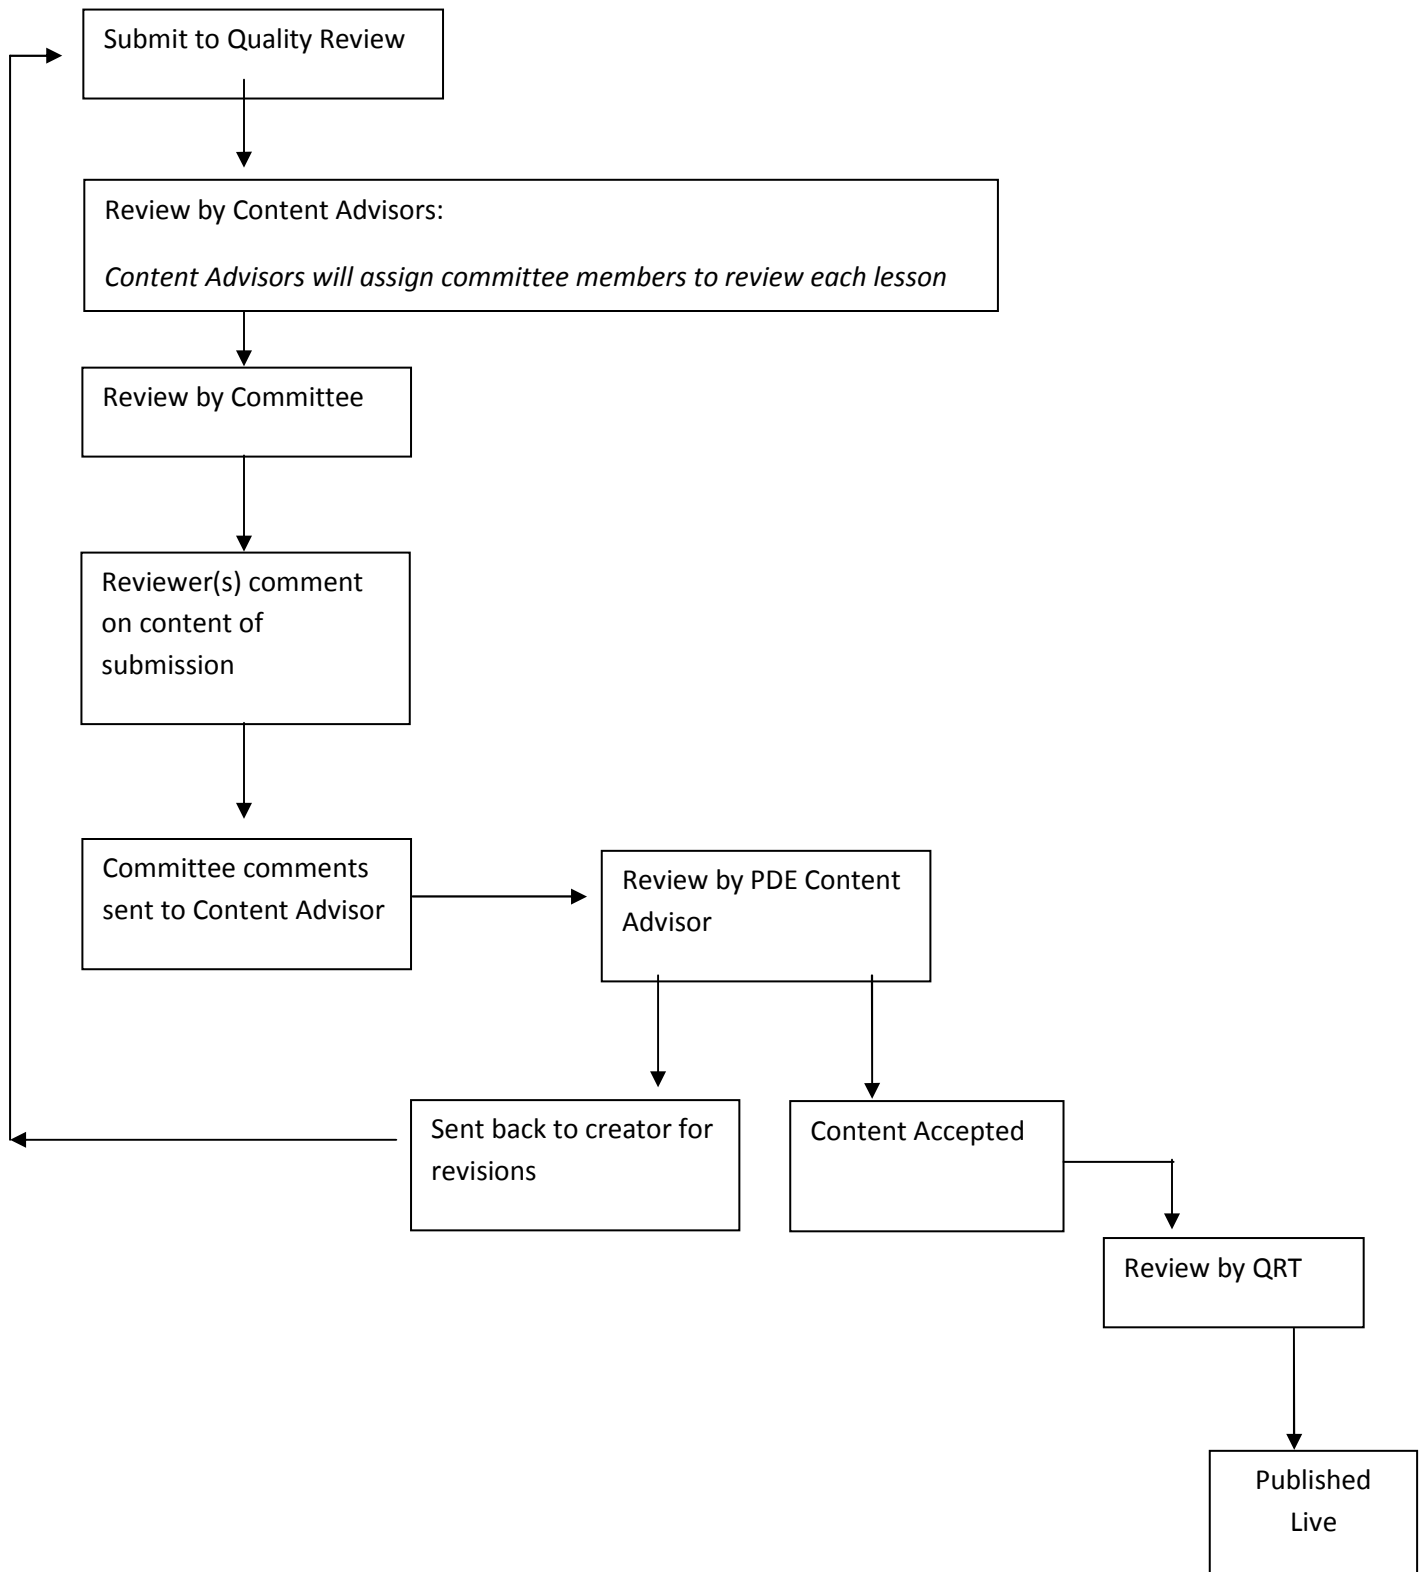 Submit to Quality Review
Review by Content Advisors:
Content Advisors will assign committee members to review each lesson
Review by Committee
Reviewer(s) comment
on content of
submission
Committee comments
sent to Content Advisor
Review by PDE Content
Advisor
Sent back to creator for
revisions
Content Accepted
Review by QRT
Published
Live